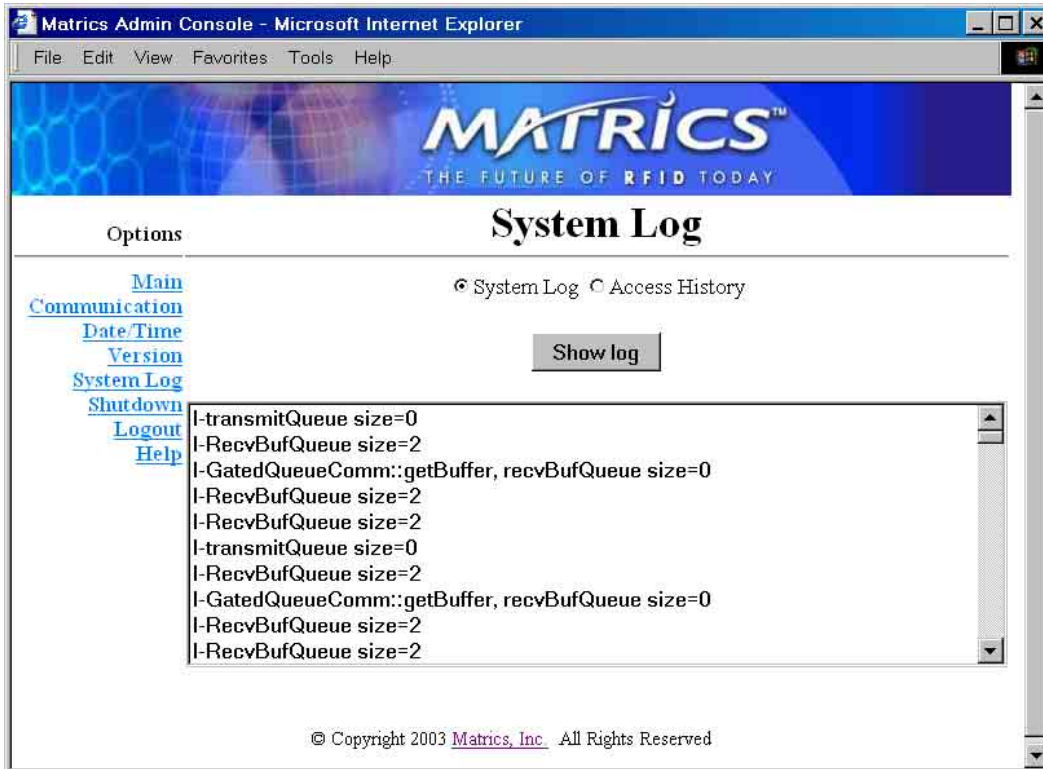 Matrics Admin Console - Microsoft Internet Explorer
File Edit View Favorites Tools Help
MATRICS™
THE FUTURE OF RFID TODAY
Options
System Log
Main
Communication
Date/Time
Version
System Log
Shutdown
Logout
Help
System Log Access History
Show log
I-transmitQueue size=0
I-RecvBufQueue size=2
I-GatedQueueComm::getBuffer, recvBufQueue size=0
I-RecvBufQueue size=2
I-RecvBufQueue size=2
I-transmitQueue size=0
I-RecvBufQueue size=2
I-GatedQueueComm::getBuffer, recvBufQueue size=0
I-RecvBufQueue size=2
I-RecvBufQueue size=2
© Copyright 2003 Matrics, Inc. All Rights Reserved